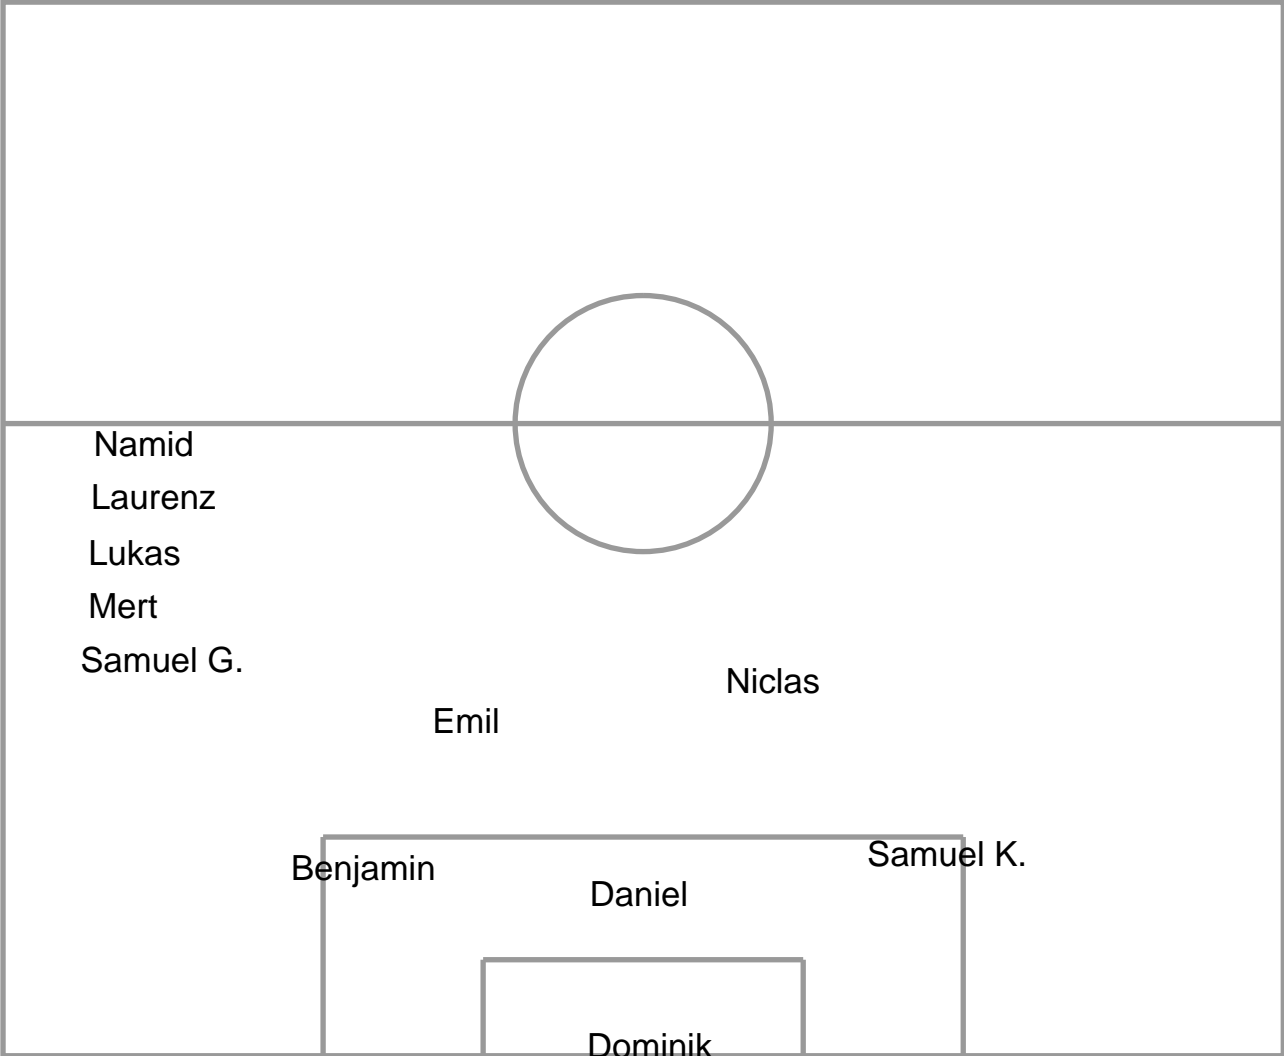 Namid
Laurenz
Lukas
Mert
Samuel G.
Niclas
Emil
Samuel K.
Benjamin
Daniel
Dominik